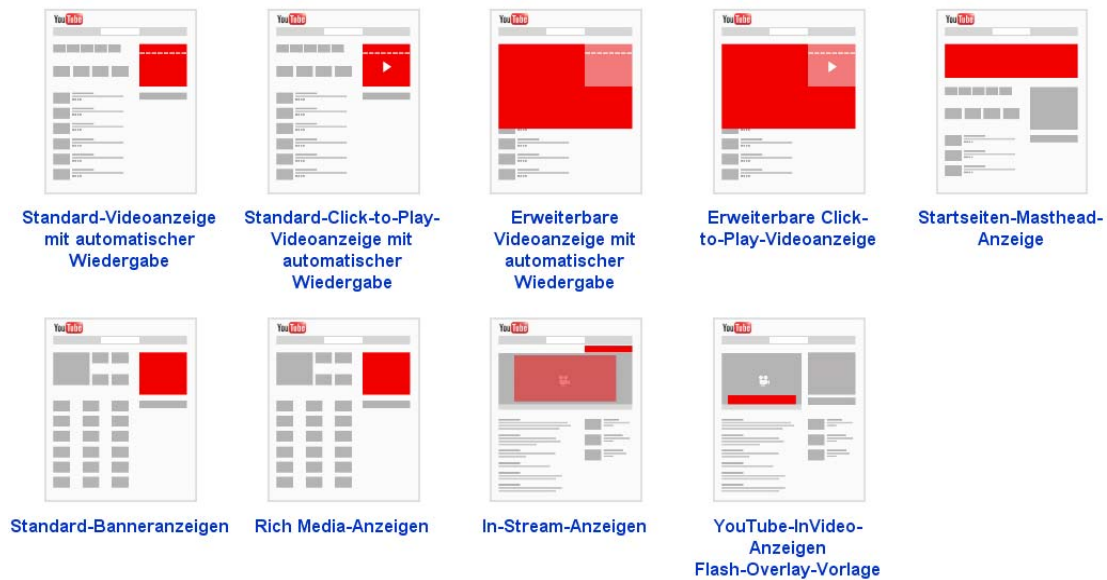 YouTube YouTube YouTube YouTube YouTube
Standard-Videoanzeige
mit automatischer
Wiedergabe
Standard-Click-to-Play-
Videoanzeige mit
automatischer
Wiedergabe
Erweiterbare
Videoanzeige mit
automatischer
Wiedergabe
Erweiterbare Click-
to-Play-Videoanzeige
Startseiten-Masthead-
Anzeige
YouTube YouTube YouTube YouTube
Standard-Banneranzeigen
Rich Media-Anzeigen
In-Stream-Anzeigen
YouTube-InVideo-
Anzeigen
Flash-Overlay-Vorlage